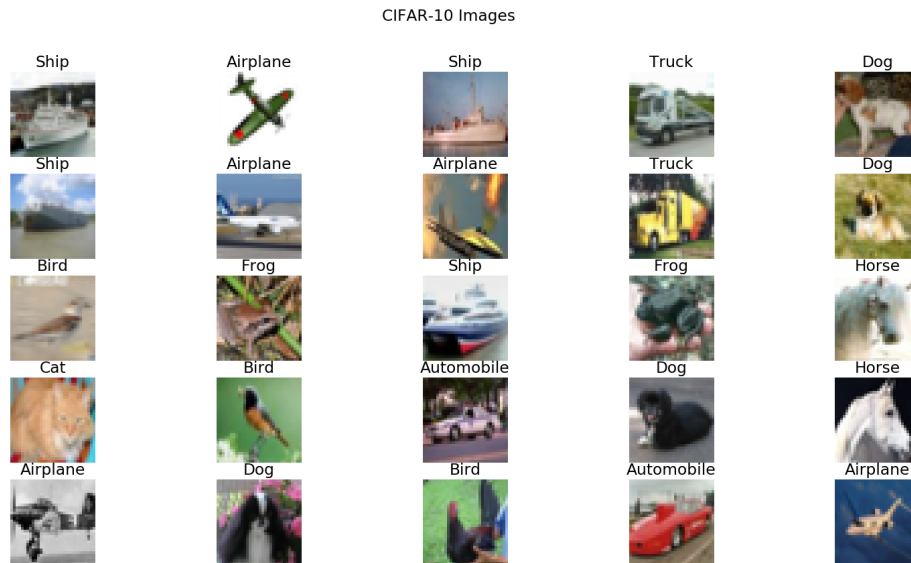 CIFAR-10 Images
Ship Airplane Ship Truck Dog
Ship Airplane Airplane Truck Dog
Bird Frog Ship Frog Horse
Cat Bird Automobile Dog Horse
Airplane Dog Bird Automobile Airplane